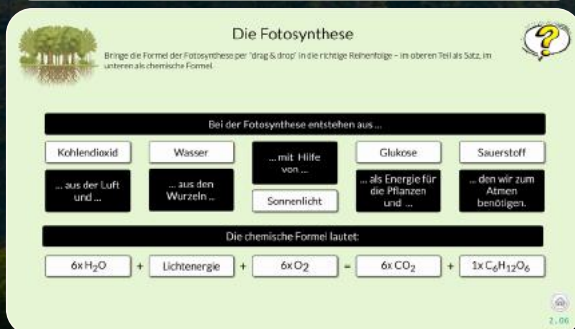 Die Fotosynthese
Bringe die Formel der Fotosynthese per "drag & drop" in die richtige Reihenfolge – im oberen Teil als Satz, im
unteren als chemische Formel.
Bei der Fotosynthese entstehen aus ...
Kohlendioxid
... aus der Luft
und ...
Wasser
... aus den
Wurzeln ...
... mit Hilfe
von ...
Sonnenlicht
Glukose
... als Energie für
die Pflanzen
und ...
Sauerstoff
... den wir zum
Atmen
benötigen.
Die chemische Formel lautet:
6x H₂O + Lichtenergie + 6x O2 = 6x CO₂ + 1x C₆H₁₂O₆
2.06